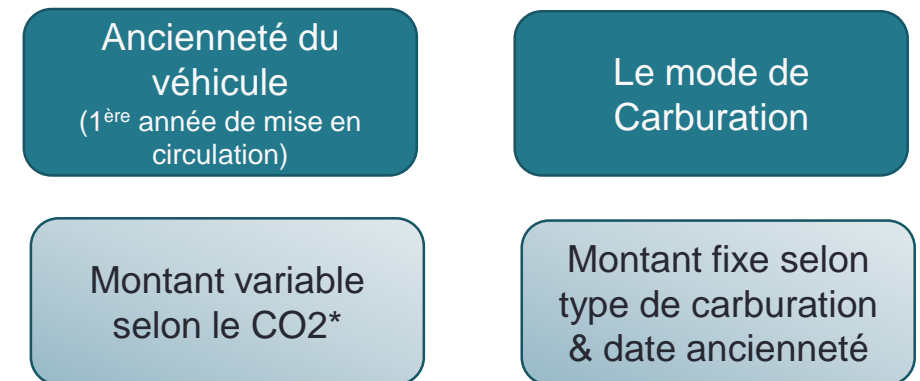 Ancienneté du
véhicule
(1ère année de mise en
circulation)
Le mode de
Carburation
Montant variable
selon le CO2*
Montant fixe selon
type de carburation
& date ancienneté